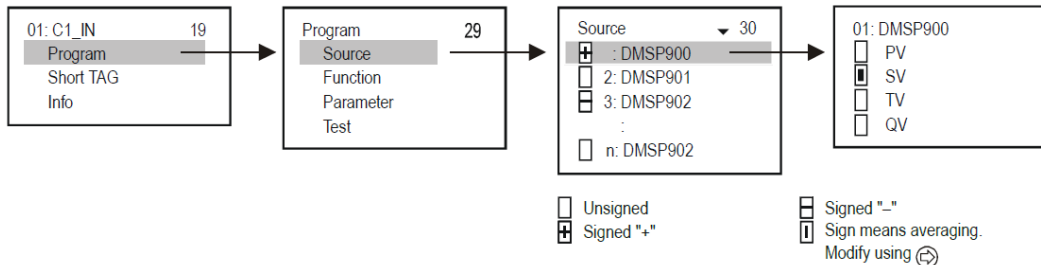 01: C1_IN 19
Program
Short TAG
Info
Program 29
Source
Function
Parameter
Test
Source 30
: DMSP900
2: DMSP901
3: DMSP902
:
n: DMSP902
01: DMSP900
PV
SV
TV
QV
Unsigned
Signed "+"
Signed "–"
Sign means averaging.
Modify using